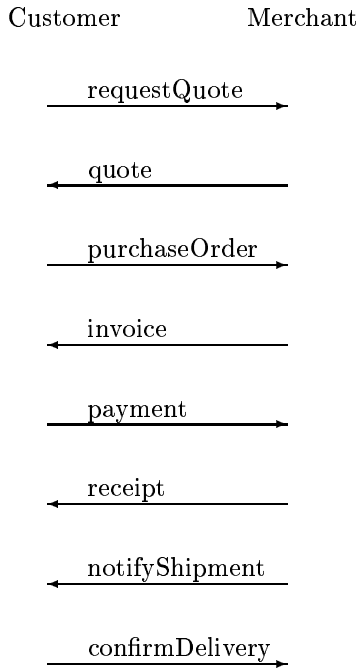 Customer Merchant
requestQuote
quote
purchaseOrder
invoice
payment
receipt
notifyShipment
confirmDelivery